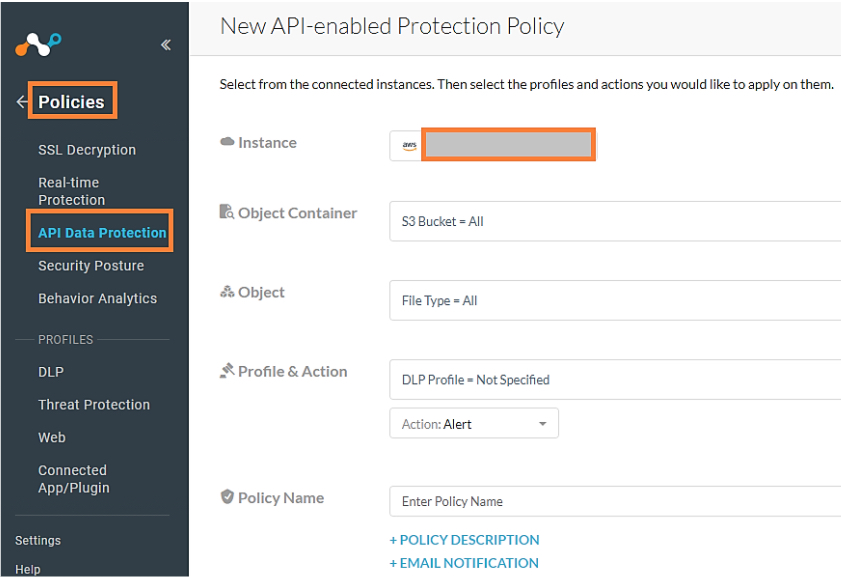 New API-enabled Protection Policy
«
Policies
SSL Decryption
Real-time
Protection
API Data Protection
Security Posture
Behavior Analytics
PROFILES
DLP
Threat Protection
Web
Connected
App/Plugin
Settings
Help
Select from the connected instances. Then select the profiles and actions you would like to apply on them.
Instance
aws
Object Container
S3 Bucket = All
Object
File Type = All
Profile & Action
DLP Profile = Not Specified
Action: Alert
Policy Name
Enter Policy Name
+ POLICY DESCRIPTION
+ EMAIL NOTIFICATION